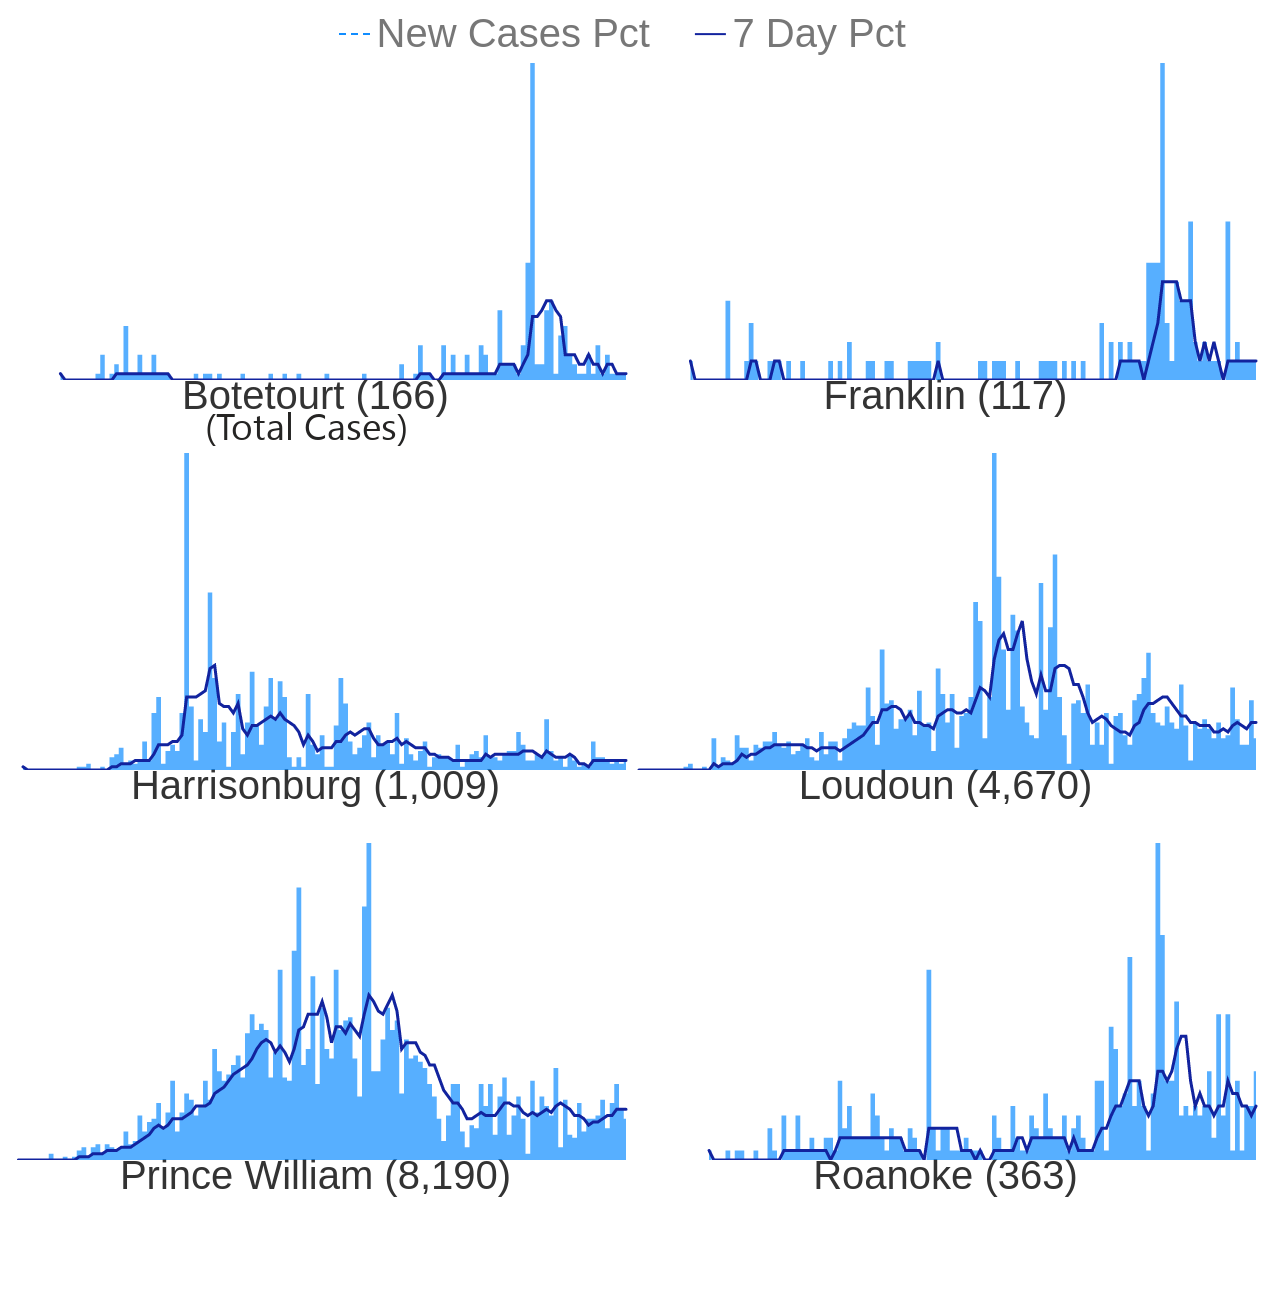 New Cases Pct 7 Day Pct
Botetourt (166) Franklin (117)
(Total Cases)
Harrisonburg (1,009) Loudoun (4,670)
Prince William (8,190) Roanoke (363)